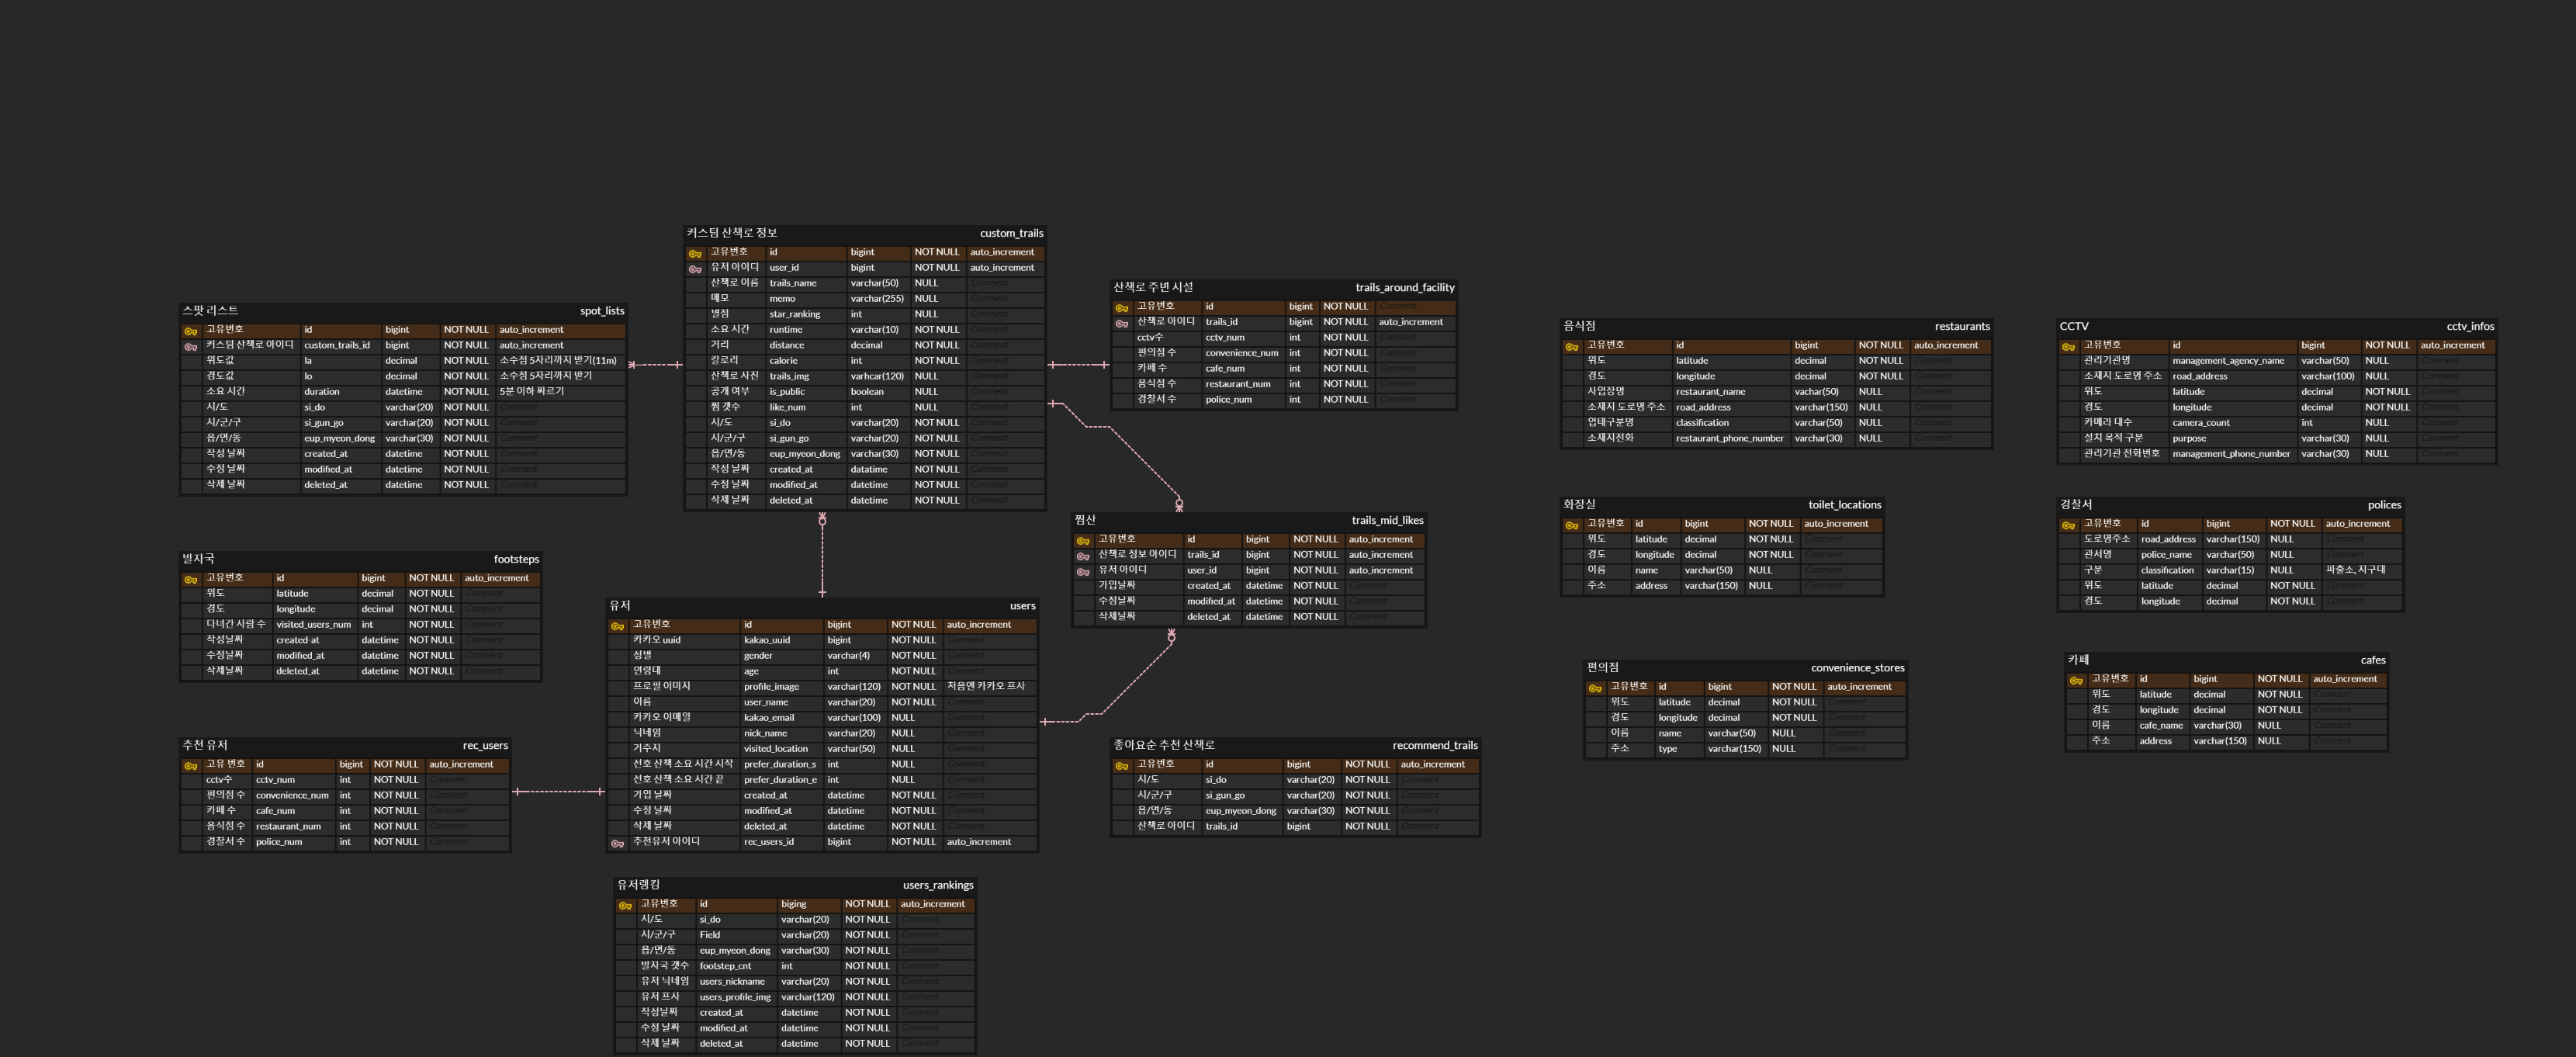 커스텀 산책로 정보 custom_trails
고유번호 id bigint NOT NULL auto_increment
유저 아이디 user_id bigint NOT NULL auto_increment
산책로 이름 trails_name varchar(50) NULL Comment
메모 memo varchar(255) NULL Comment
별점 star_ranking int NULL Comment
소요 시간 runtime varchar(10) NOT NULL Comment
거리 distance decimal NOT NULL Comment
칼로리 calorie int NOT NULL Comment
산책로 사진 trails_img varhcar(120) NULL Comment
공개 여부 is_public boolean NULL Comment
찜 갯수 like_num int NULL Comment
시/도 si_do varchar(20) NOT NULL Comment
시/군/구 si_gun_go varchar(20) NOT NULL Comment
읍/면/동 eup_myeon_dong varchar(30) NOT NULL Comment
작성 날짜 created_at datatime NOT NULL Comment
수정 날짜 modified_at datetime NOT NULL Comment
삭제 날짜 deleted_at datetime NOT NULL Comment
산책로 주변 시설 trails_around_facility
고유번호 id bigint NOT NULL Comment
산책로 아이디 trails_id bigint NOT NULL auto_increment
cctv수 cctv_num int NOT NULL Comment
편의점 수 convenience_num int NOT NULL Comment
카페 수 cafe_num int NOT NULL Comment
음식점 수 restaurant_num int NOT NULL Comment
경찰서 수 police_num int NOT NULL Comment
스팟 리스트 spot_lists
고유번호 id bigint NOT NULL auto_increment
커스텀 산책로 아이디 custom_trails_id bigint NOT NULL auto_increment
위도값 la decimal NOT NULL 소수점 5자리까지 받기(11m)
경도값 lo decimal NOT NULL 소수점 5자리까지 받기
소요 시간 duration datetime NOT NULL 5분 이하 짜르기
시/도 si_do varchar(20) NOT NULL Comment
시/군/구 si_gun_go varchar(20) NOT NULL Comment
읍/면/동 eup_myeon_dong varchar(30) NOT NULL Comment
작성 날짜 created_at datetime NOT NULL Comment
수정 날짜 modified_at datetime NOT NULL Comment
삭제 날짜 deleted_at datetime NOT NULL Comment
음식점 restaurants
고유번호 id bigint NOT NULL auto_increment
위도 latitude decimal NOT NULL Comment
경도 longitude decimal NOT NULL Comment
사업장명 restaurant_name vachar(50) NULL Comment
소재지 도로명 주소 road_address varchar(150) NULL Comment
업태구분명 classification varchar(50) NULL Comment
소재지전화 restaurant_phone_number varchar(30) NULL Comment
CCTV cctv_infos
고유번호 id bigint NOT NULL auto_increment
관리기관명 management_agency_name varchar(50) NULL Comment
소재지 도로명 주소 road_address varchar(100) NULL Comment
위도 latitude decimal NOT NULL Comment
경도 longitude decimal NOT NULL Comment
카메라 대수 camera_count int NULL Comment
설치 목적 구분 purpose varchar(30) NULL Comment
관리기관 전화번호 management_phone_number varchar(30) NULL Comment
화장실 toilet_locations
고유번호 id bigint NOT NULL auto_increment
위도 latitude decimal NOT NULL Comment
경도 longitude decimal NOT NULL Comment
이름 name varchar(50) NULL Comment
주소 address varchar(150) NULL Comment
경찰서 polices
고유번호 id bigint NOT NULL auto_increment
도로명주소 road_address varchar(150) NULL Comment
관서명 police_name varchar(50) NULL Comment
구분 classification varchar(15) NULL 파출소, 지구대
위도 latitude decimal NOT NULL Comment
경도 longitude decimal NOT NULL Comment
찜산 trails_mid_likes
고유번호 id bigint NOT NULL auto_increment
산책로 정보 아이디 trails_id bigint NOT NULL auto_increment
유저 아이디 user_id bigint NOT NULL auto_increment
가입날짜 created_at datetime NOT NULL Comment
수정날짜 modified_at datetime NOT NULL Comment
삭제날짜 deleted_at datetime NOT NULL Comment
발자국 footsteps
고유번호 id bigint NOT NULL auto_increment
위도 latitude decimal NOT NULL Comment
경도 longitude decimal NOT NULL Comment
다녀간 사람 수 visited_users_num int NOT NULL Comment
작성날짜 created-at datetime NOT NULL Comment
수정날짜 modified_at datetime NOT NULL Comment
삭제날짜 deleted_at datetime NOT NULL Comment
유저 users
고유번호 id bigint NOT NULL auto_increment
카카오 uuid kakao_uuid bigint NOT NULL Comment
성별 gender varchar(4) NOT NULL Comment
연령대 age int NOT NULL Comment
프로필 이미지 profile_image varchar(120) NOT NULL 처음엔 카카오 프사
이름 user_name varchar(20) NOT NULL Comment
카카오 이메일 kakao_email varchar(100) NULL Comment
닉네임 nick_name varchar(20) NULL Comment
거주지 visited_location varchar(50) NULL Comment
선호 산책 소요 시간 시작 prefer_duration_s int NULL Comment
선호 산책 소요 시간 끝 prefer_duration_e int NULL Comment
가입 날짜 created_at datetime NOT NULL Comment
수정 날짜 modified_at datetime NOT NULL Comment
삭제 날짜 deleted_at datetime NOT NULL Comment
추천유저 아이디 rec_users_id bigint NOT NULL auto_increment
편의점 convenience_stores
고유번호 id bigint NOT NULL auto_increment
위도 latitude decimal NOT NULL Comment
경도 longitude decimal NOT NULL Comment
이름 name varchar(50) NULL Comment
주소 type varchar(150) NULL Comment
카페 cafes
고유번호 id bigint NOT NULL auto_increment
위도 latitude decimal NOT NULL Comment
경도 longitude decimal NOT NULL Comment
이름 cafe_name varchar(30) NULL Comment
주소 address varchar(150) NULL Comment
추천 유저 rec_users
고유 번호 id bigint NOT NULL auto_increment
cctv수 cctv_num int NOT NULL Comment
편의점 수 convenience_num int NOT NULL Comment
카페 수 cafe_num int NOT NULL Comment
음식점 수 restaurant_num int NOT NULL Comment
경찰서 수 police_num int NOT NULL Comment
좋아요순 추천 산책로 recommend_trails
고유번호 id bigint NOT NULL auto_increment
시/도 si_do varchar(20) NOT NULL Comment
시/군/구 si_gun_go varchar(20) NOT NULL Comment
읍/면/동 eup_myeon_dong varchar(30) NOT NULL Comment
산책로 아이디 trails_id bigint NOT NULL Comment
유저랭킹 users_rankings
고유번호 id biging NOT NULL auto_increment
시/도 si_do varchar(20) NOT NULL Comment
시/군/구 Field varchar(20) NOT NULL Comment
읍/면/동 eup_myeon_dong varchar(30) NOT NULL Comment
발자국 갯수 footstep_cnt int NOT NULL Comment
유저 닉네임 users_nickname varchar(20) NOT NULL Comment
유저 프사 users_profile_img varchar(120) NOT NULL Comment
작성날짜 created_at datetime NOT NULL Comment
수정 날짜 modified_at datetime NOT NULL Comment
삭제 날짜 deleted_at datetime NOT NULL Comment